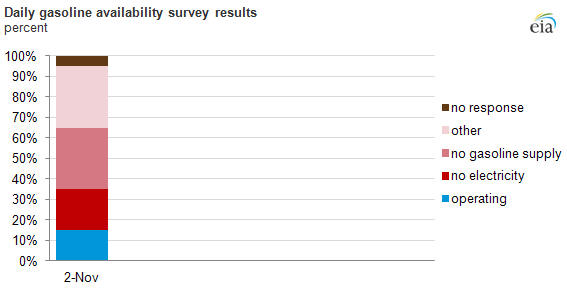 Daily gasoline availability survey results
percent
eia
100%
90%
80%
70%
60%
50%
40%
30%
20%
10%
0%
2-Nov
no response
other
no gasoline supply
no electricity
operating